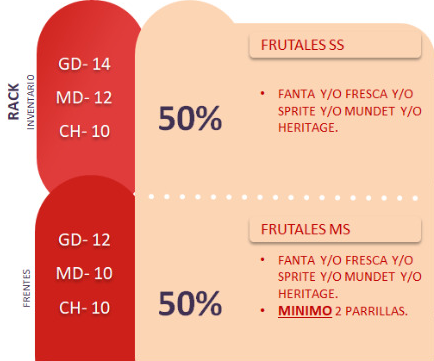 RACK
INVENTARIO
GD- 14
MD- 12
CH- 10
50%
FRUTALES SS
• FANTA Y/O FRESCA Y/O
SPRITE Y/O MUNDET Y/O
HERITAGE.
FRENTES
GD- 12
MD- 10
CH- 10
50%
FRUTALES MS
• FANTA Y/O FRESCA Y/O
SPRITE Y/O MUNDET Y/O
HERITAGE.
• MINIMO 2 PARRILLAS.